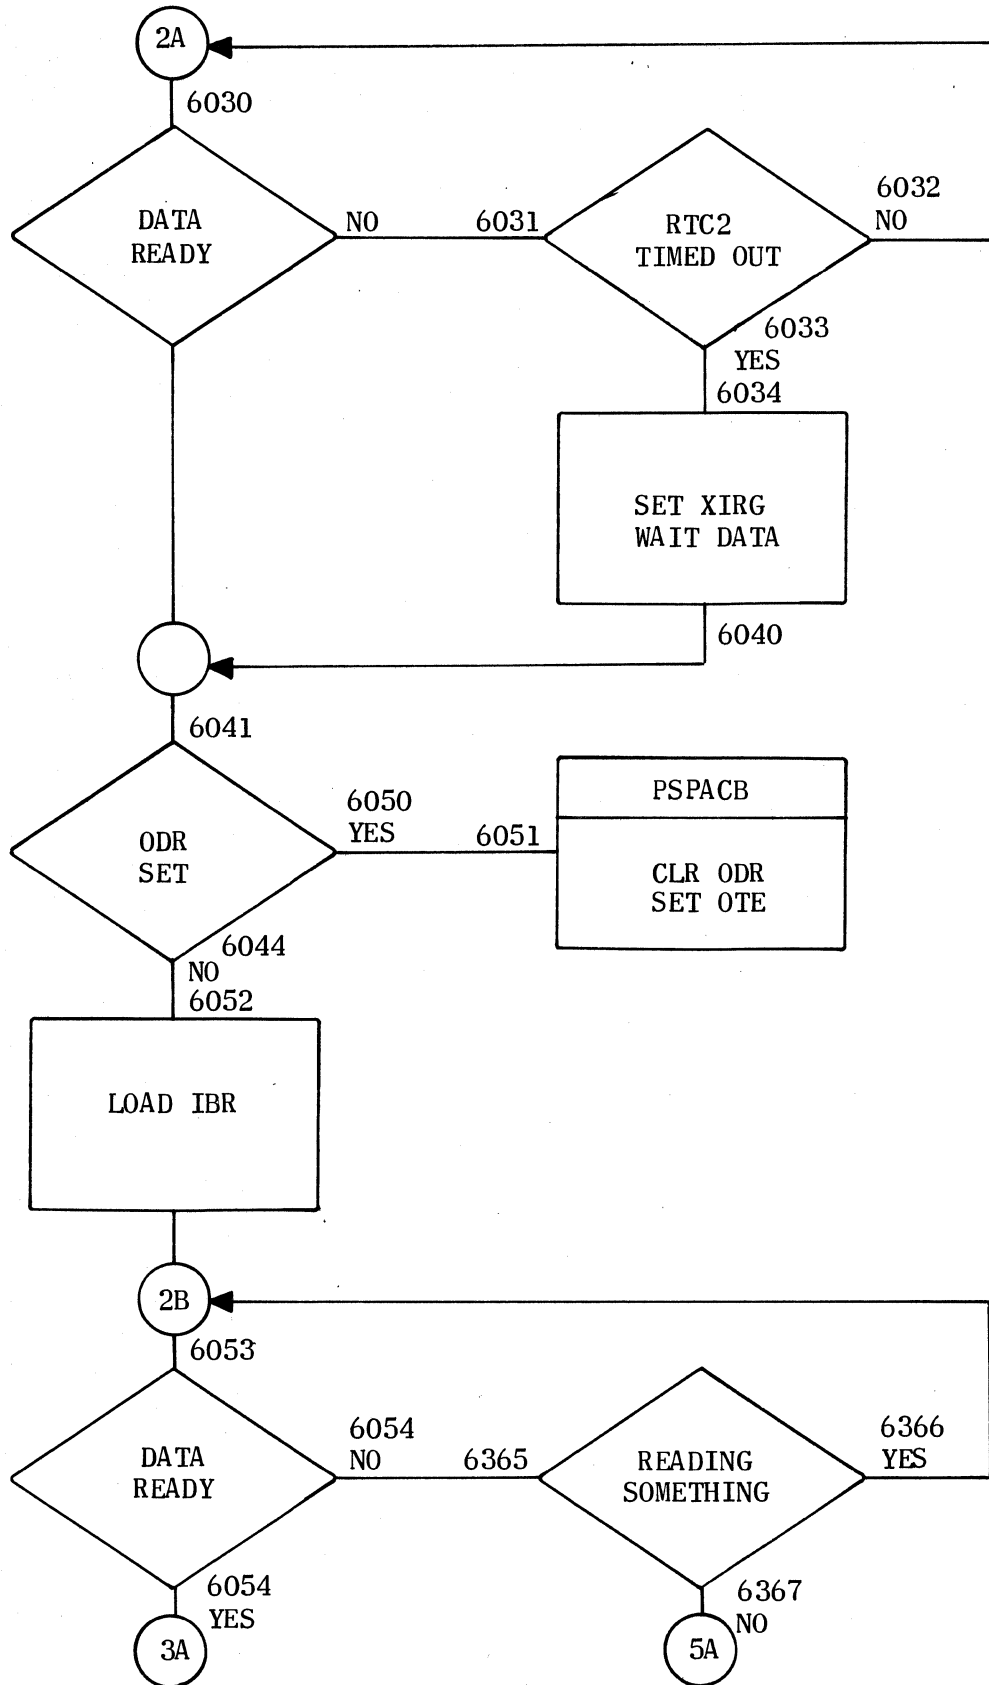 2A
6030
DATA
READY
NO
6031
RTC2
TIMED OUT
6032
NO
6033
YES
6034
SET XIRG
WAIT DATA
6040
6041
ODR
SET
6050
YES
6051
PSPACB
CLR ODR
SET OTE
6044
NO
6052
LOAD IBR
2B
6053
DATA
READY
6054
NO
6365
READING
SOMETHING
6366
YES
6054
YES
6367
NO
3A
5A